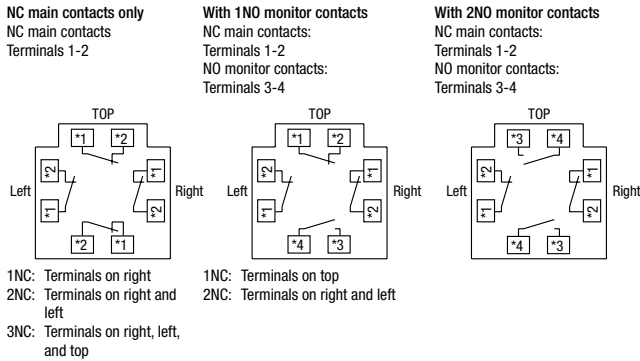 NC main contacts only
NC main contacts
Terminals 1-2
With 1NO monitor contacts
NC main contacts:
Terminals 1-2
NO monitor contacts:
Terminals 3-4
With 2NO monitor contacts
NC main contacts:
Terminals 1-2
NO monitor contacts:
Terminals 3-4
TOP
*1 *2
*2 *1
Left Right
*1 *2
*2 *1
TOP
*1 *2
*2 *1
Left Right
*1 *2
*4 *3
TOP
*3 *4
*2 *1
Left Right
*1 *2
*4 *3
1NC: Terminals on right
2NC: Terminals on right and
left
3NC: Terminals on right, left,
and top
1NC: Terminals on top
2NC: Terminals on right and left